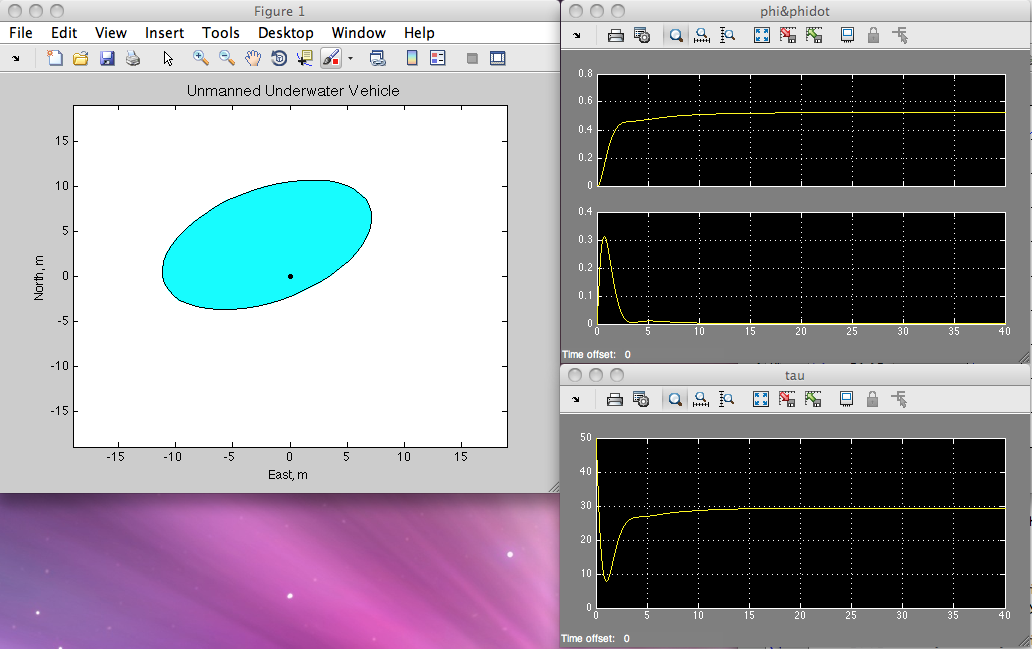 Figure 1
File Edit View Insert Tools Desktop Window Help
Unmanned Underwater Vehicle
15
10
5
0
-5
-10
-15
North, m
-15 -10 -5 0 5 10 15
East, m
phi&phidot
0.8
0.6
0.4
0.2
0
0.4
0.3
0.2
0.1
0
0 5 10 15 20 25 30 35 40
Time offset: 0
tau
50
40
30
20
10
0
0 5 10 15 20 25 30 35 40
Time offset: 0